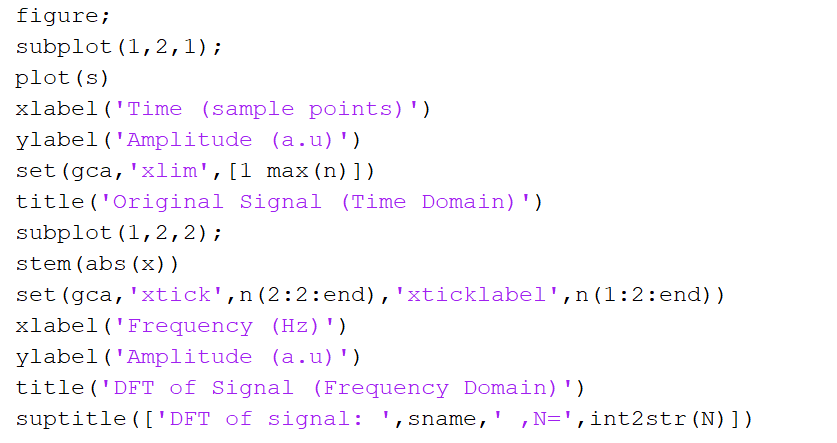 figure;
subplot(1,2,1);
plot(s)
xlabel('Time (sample points)')
ylabel('Amplitude (a.u)')
set(gca,'xlim',[1 max(n)])
title('Original Signal (Time Domain)')
subplot(1,2,2);
stem(abs(x))
set(gca,'xtick',n(2:2:end),'xticklabel',n(1:2:end))
xlabel('Frequency (Hz)')
ylabel('Amplitude (a.u)')
title('DFT of Signal (Frequency Domain)')
suptitle(['DFT of signal: ',sname,' ,N=',int2str(N)])